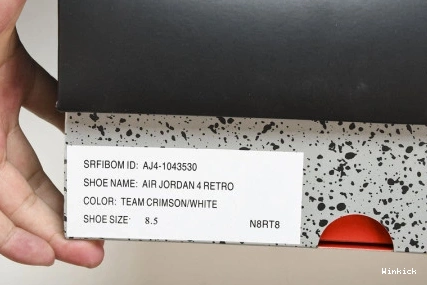 SRFIBOM ID: AJ4-1043530
SHOE NAME: AIR JORDAN 4 RETRO
COLOR: TEAM CRIMSON/WHITE
SHOE SIZE: 8.5 N8RT8
Winkick